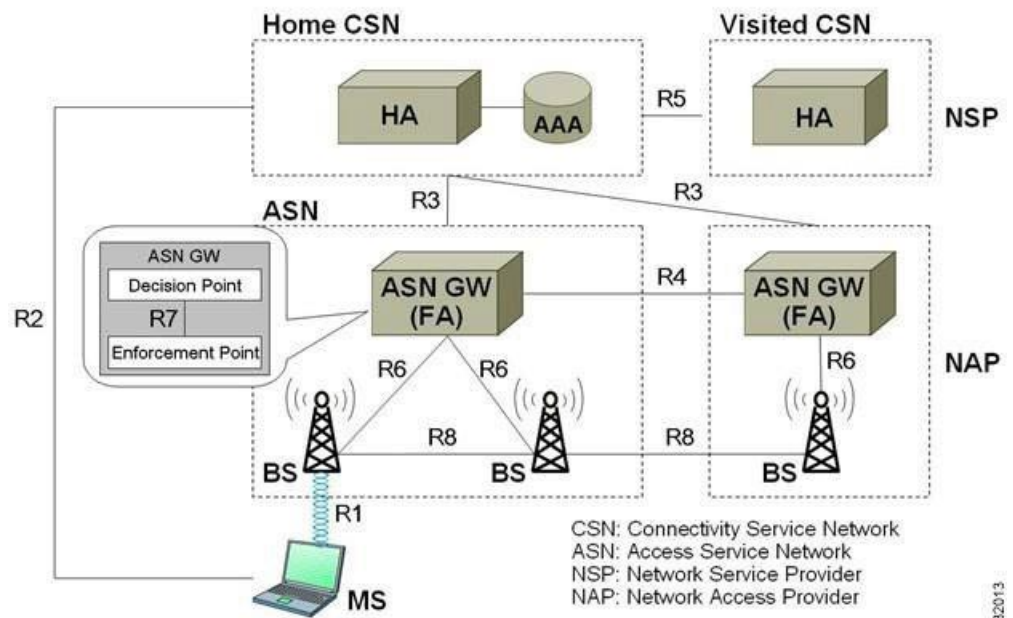 Home CSN
Visited CSN
HA
AAA
R5
HA
NSP
R3
R3
ASN
ASN GW
Decision Point
R7
Enforcement Point
R2
ASN GW
(FA)
R4
ASN GW
(FA)
R6
R6
R6
NAP
BS
R8
BS
R8
BS
R1
MS
CSN: Connectivity Service Network
ASN: Access Service Network
NSP: Network Service Provider
NAP: Network Access Provider